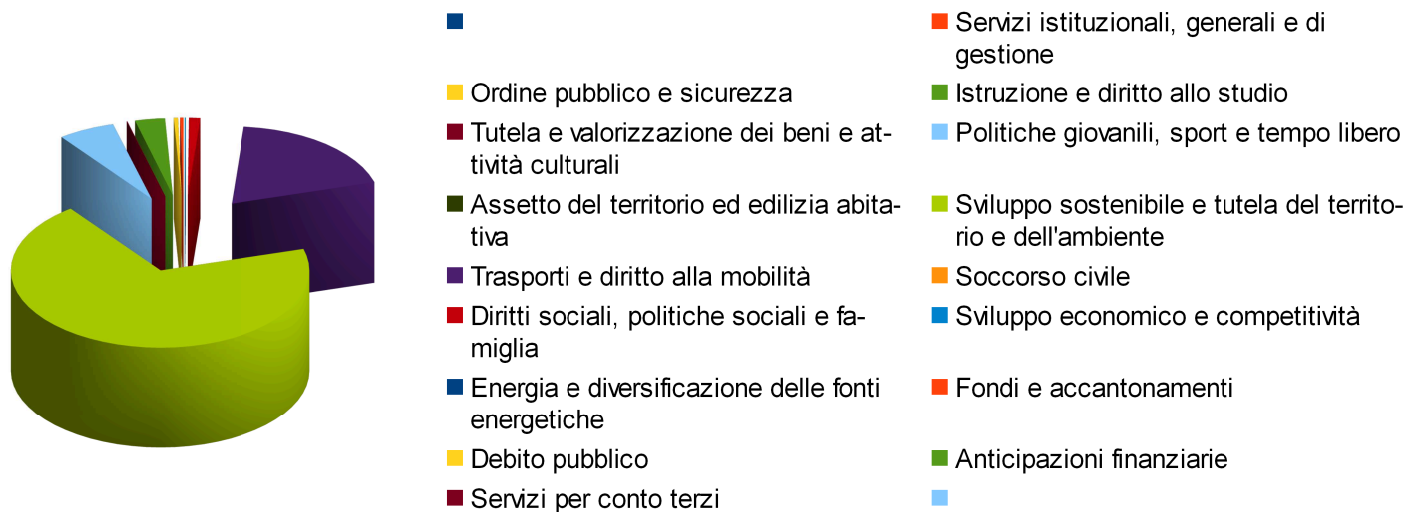 Servizi istituzionali, generali e di
gestione
Ordine pubblico e sicurezza
Istruzione e diritto allo studio
Tutela e valorizzazione dei beni e at-
tività culturali
Politiche giovanili, sport e tempo libero
Assetto del territorio ed edilizia abita-
tiva
Sviluppo sostenibile e tutela del territo-
rio e dell'ambiente
Trasporti e diritto alla mobilità
Soccorso civile
Diritti sociali, politiche sociali e fa-
miglia
Sviluppo economico e competitività
Energia e diversificazione delle fonti
energetiche
Fondi e accantonamenti
Debito pubblico
Anticipazioni finanziarie
Servizi per conto terzi